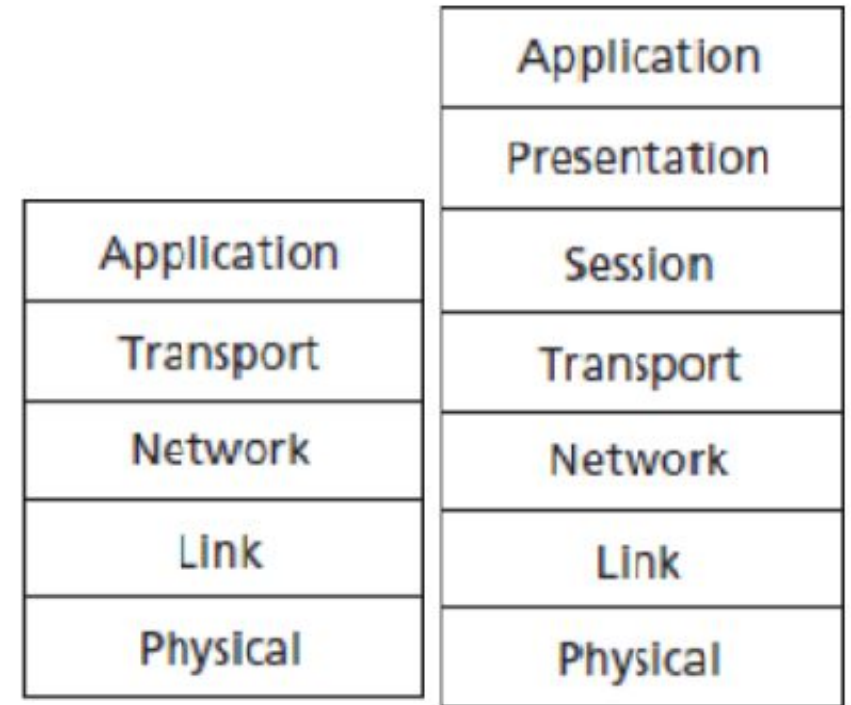 Application
Transport
Network
Link
Physical
Application
Presentation
Session
Transport
Network
Link
Physical